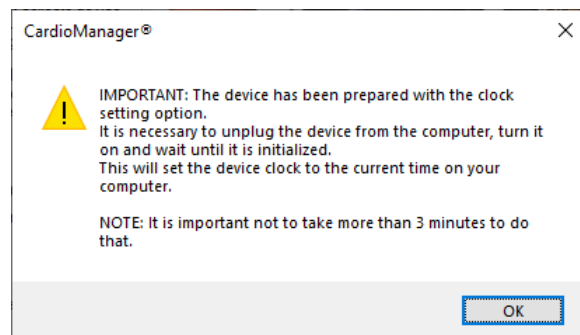 CardioManager®
IMPORTANT: The device has been prepared with the clock
setting option.
It is necessary to unplug the device from the computer, turn it
on and wait until it is initialized.
This will set the device clock to the current time on your
computer.
NOTE: It is important not to take more than 3 minutes to do
that.
OK